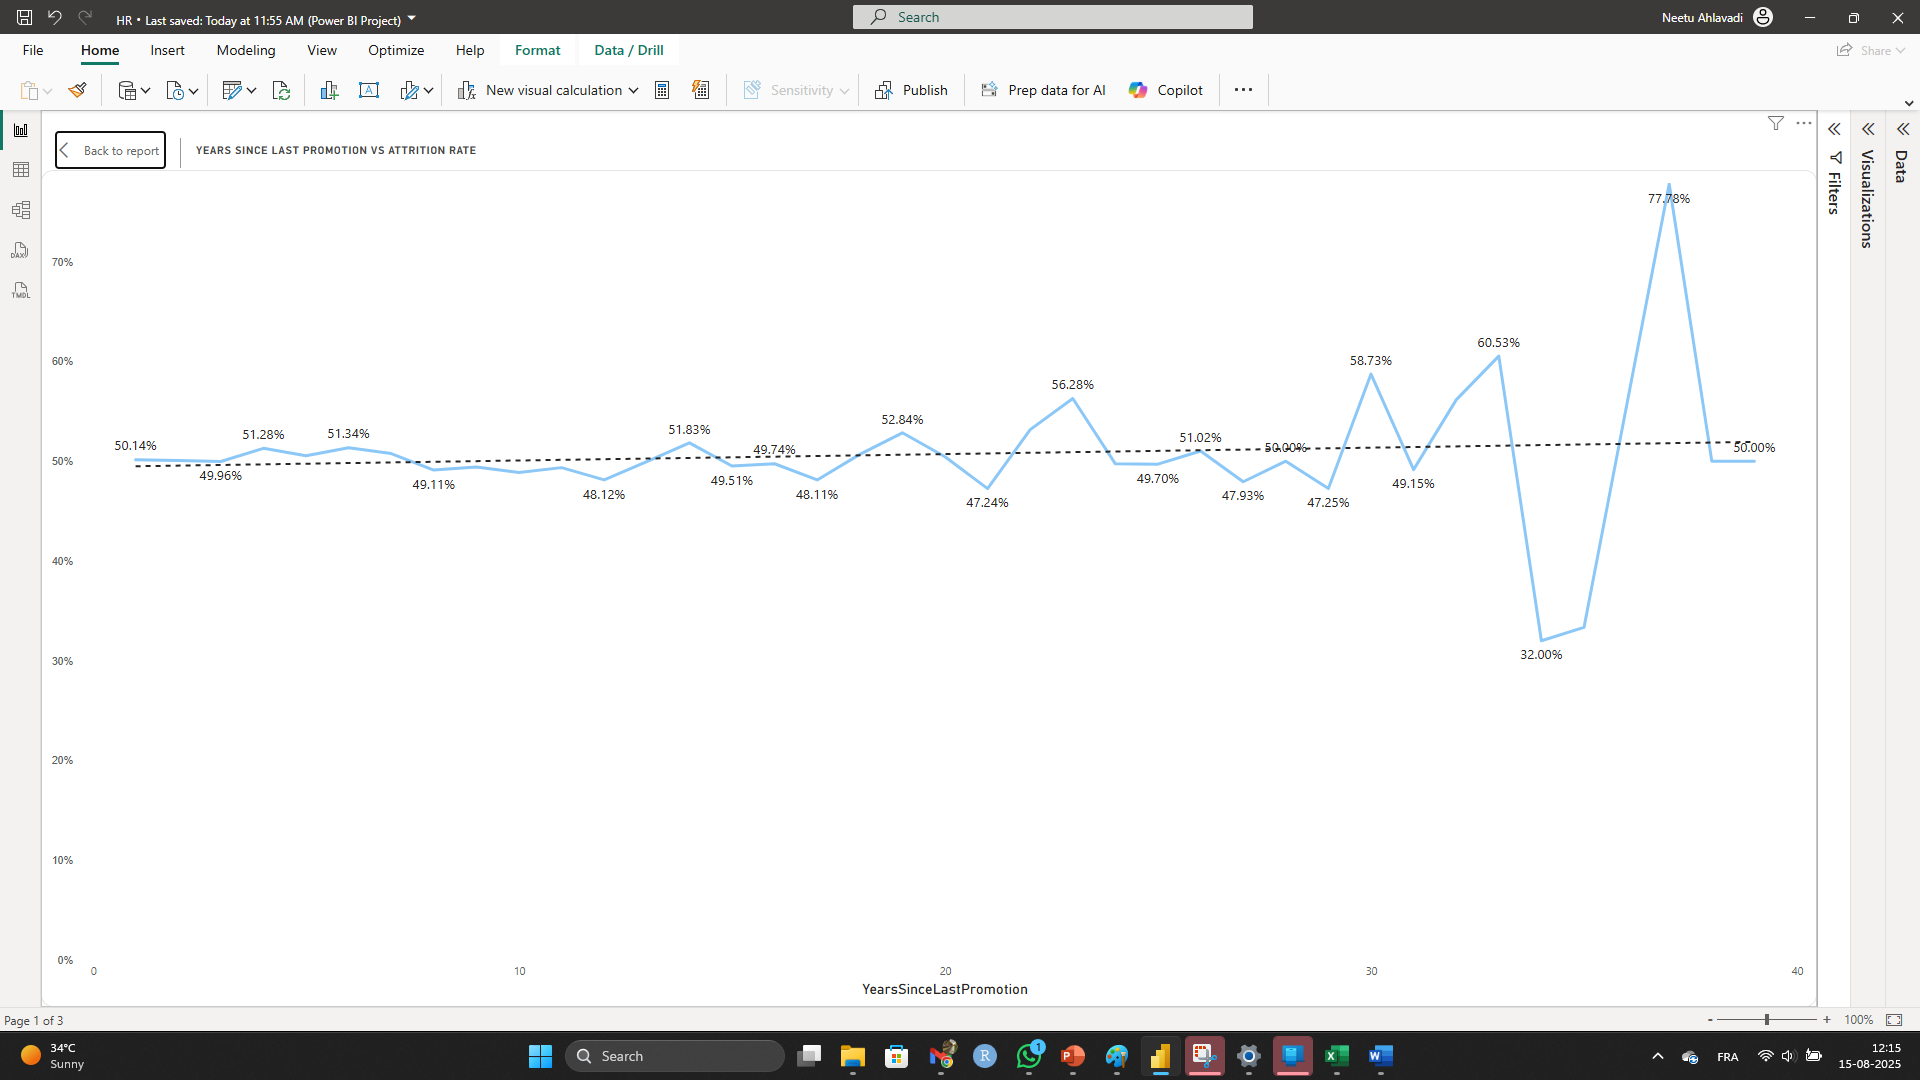 HR • Last saved: Today at 11:55 AM (Power BI Project)
Search
Neetu Ahlavadi
File Home Insert Modeling View Optimize Help Format Data / Drill
Share
New visual calculation
Sensitivity
Publish
Prep data for AI
Copilot
DAX
TMDL
Back to report
YEARS SINCE LAST PROMOTION VS ATTRITION RATE
Filters
Visualizations
Data
77.78%
70%
60.53%
58.73%
60%
56.28%
52.84%
51.83%
51.28%
51.34%
51.02%
50.14%
49.74%
50.00%
50.00%
50%
49.96%
49.11%
49.51%
49.70%
49.15%
48.12%
48.11%
47.93%
47.24%
47.25%
40%
32.00%
30%
20%
10%
0%
0 10 20 30 40
YearsSinceLastPromotion
Page 1 of 3
- + 100%
34°C
Sunny
Search
1
FRA
12:15
15-08-2025